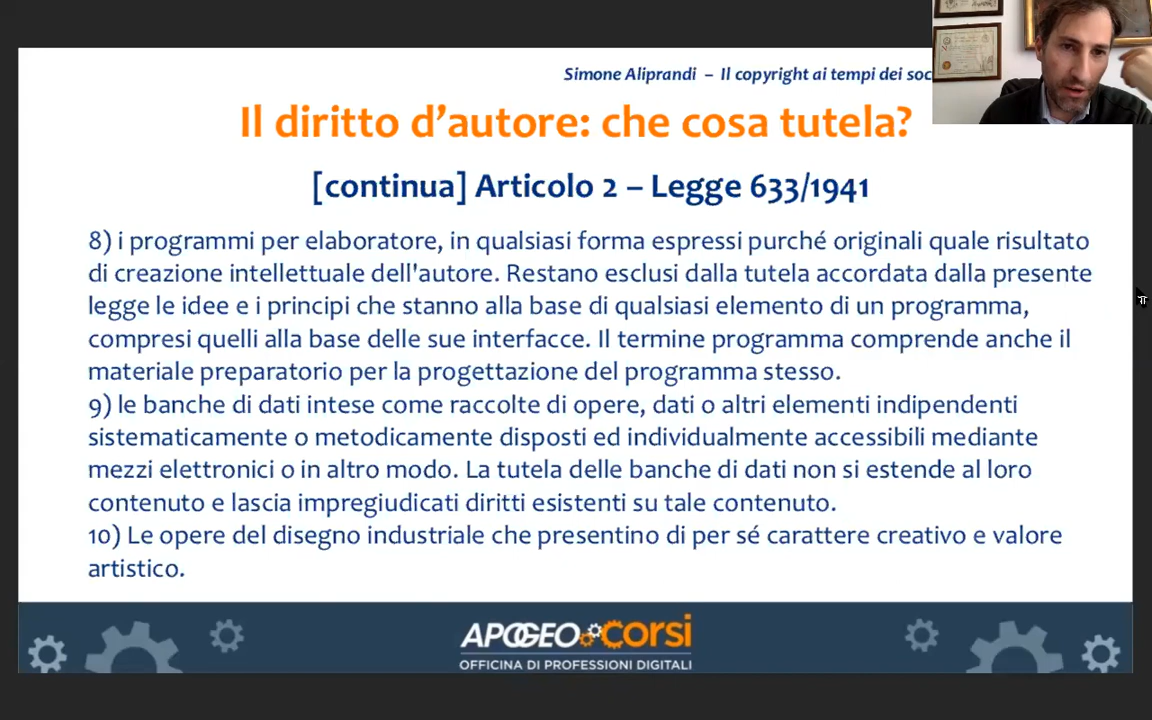 Simone Aliprandi – Il copyright ai tempi dei
Il diritto d’autore: che cosa tutela?
[continua] Articolo 2 – Legge 633/1941
8) i programmi per elaboratore, in qualsiasi forma espressi purché originali quale risultato
di creazione intellettuale dell'autore. Restano esclusi dalla tutela accordata dalla presente
legge le idee e i principi che stanno alla base di qualsiasi elemento di un programma,
compresi quelli alla base delle sue interfacce. Il termine programma comprende anche il
materiale preparatorio per la progettazione del programma stesso.
9) le banche di dati intese come raccolte di opere, dati o altri elementi indipendenti
sistematicamente o metodicamente disposti ed individualmente accessibili mediante
mezzi elettronici o in altro modo. La tutela delle banche di dati non si estende al loro
contenuto e lascia impregiudicati diritti esistenti su tale contenuto.
10) Le opere del disegno industriale che presentino di per sé carattere creativo e valore
artistico.
APOGEO CORSI
OFFICINA DI PROFESSIONI DIGITALI